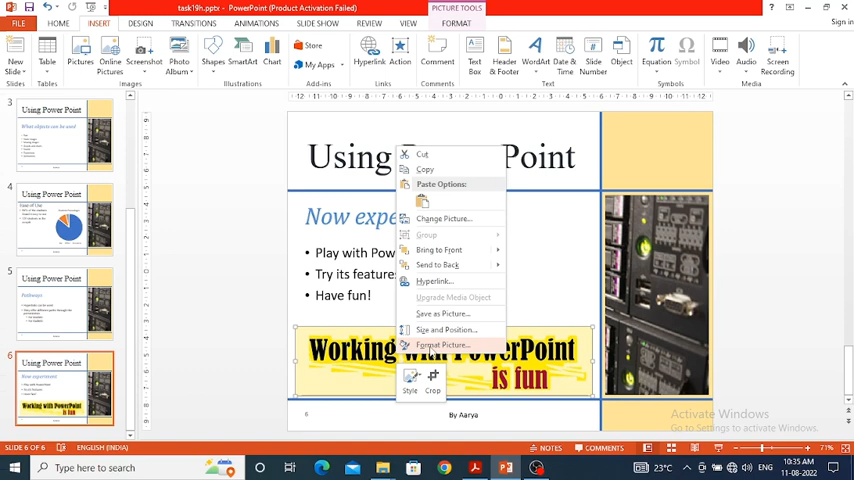 task19h.pptx - PowerPoint (Product Activation Failed)
PICTURE TOOLS
FILE HOME INSERT DESIGN TRANSITIONS ANIMATIONS SLIDE SHOW REVIEW VIEW FORMAT
Sign in
New Slide
Table
Pictures
Online Pictures
Screenshot
Photo Album
Shapes
SmartArt
Chart
Store
My Apps
Hyperlink
Action
Comment
Text Box
Header & Footer
WordArt
Date & Time
Slide Number
Object
Equation
Symbol
Video
Audio
Screen Recording
Slides Tables Images Illustrations Add-ins Links Comments Text Symbols Media
3
Using Power Point
What objects can be used
4
Using Power Point
Ease of Use
5
Using Power Point
Pathways
6
Using Power Point
Now experiment
Working with PowerPoint
is fun
Using Point
Now expe
• Play with Pow
• Try its feature
• Have fun!
Working with PowerPoint
is fun
6
By Aarya
Cut
Copy
Paste Options:
Change Picture...
Group
Bring to Front
Send to Back
Hyperlink...
Upgrade Media Object
Save as Picture...
Size and Position...
Format Picture...
Style
Crop
Activate Windows
Go to Settings to activate Windows.
SLIDE 6 OF 6 ENGLISH (INDIA) NOTES COMMENTS 71%
Type here to search
23°C
ENG
10:35 AM
11-08-2022